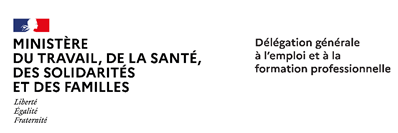 MINISTÈRE
DU TRAVAIL, DE LA SANTÉ,
DES SOLIDARITÉS
ET DES FAMILLES
Liberté
Égalité
Fraternité
Délégation générale
à l'emploi et à la
formation professionnelle